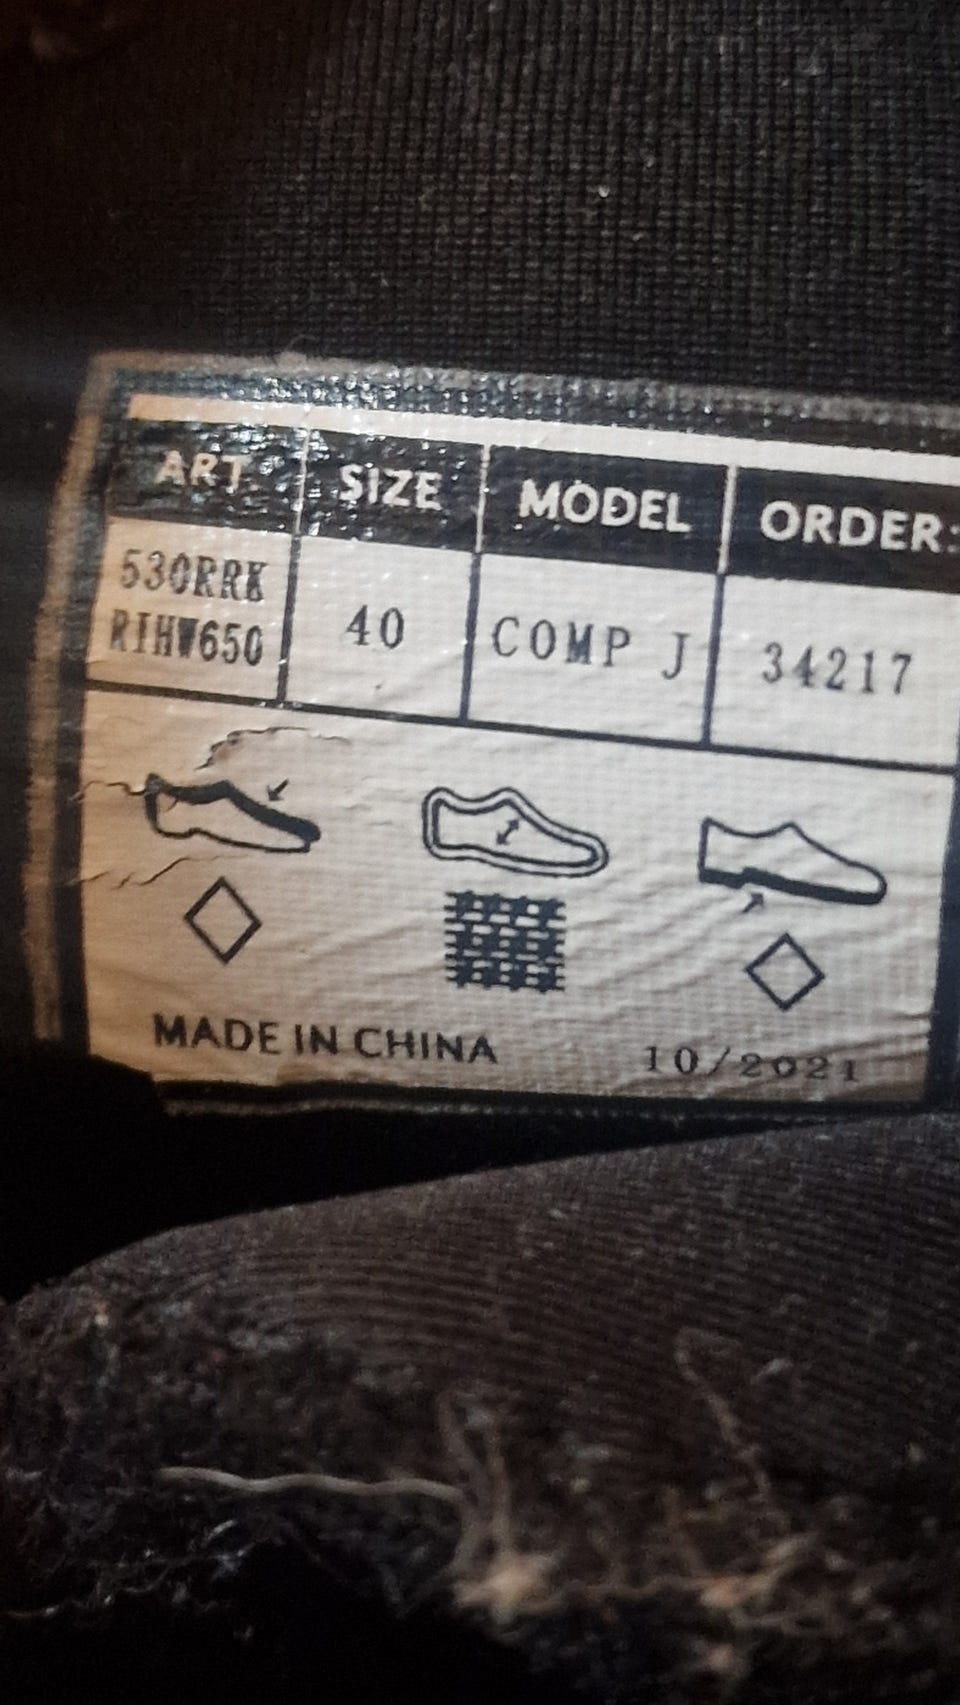 ART. SIZE MODEL ORDER:
530RRK
RIHW650 40 COMP J 34217
MADE IN CHINA 10/2021